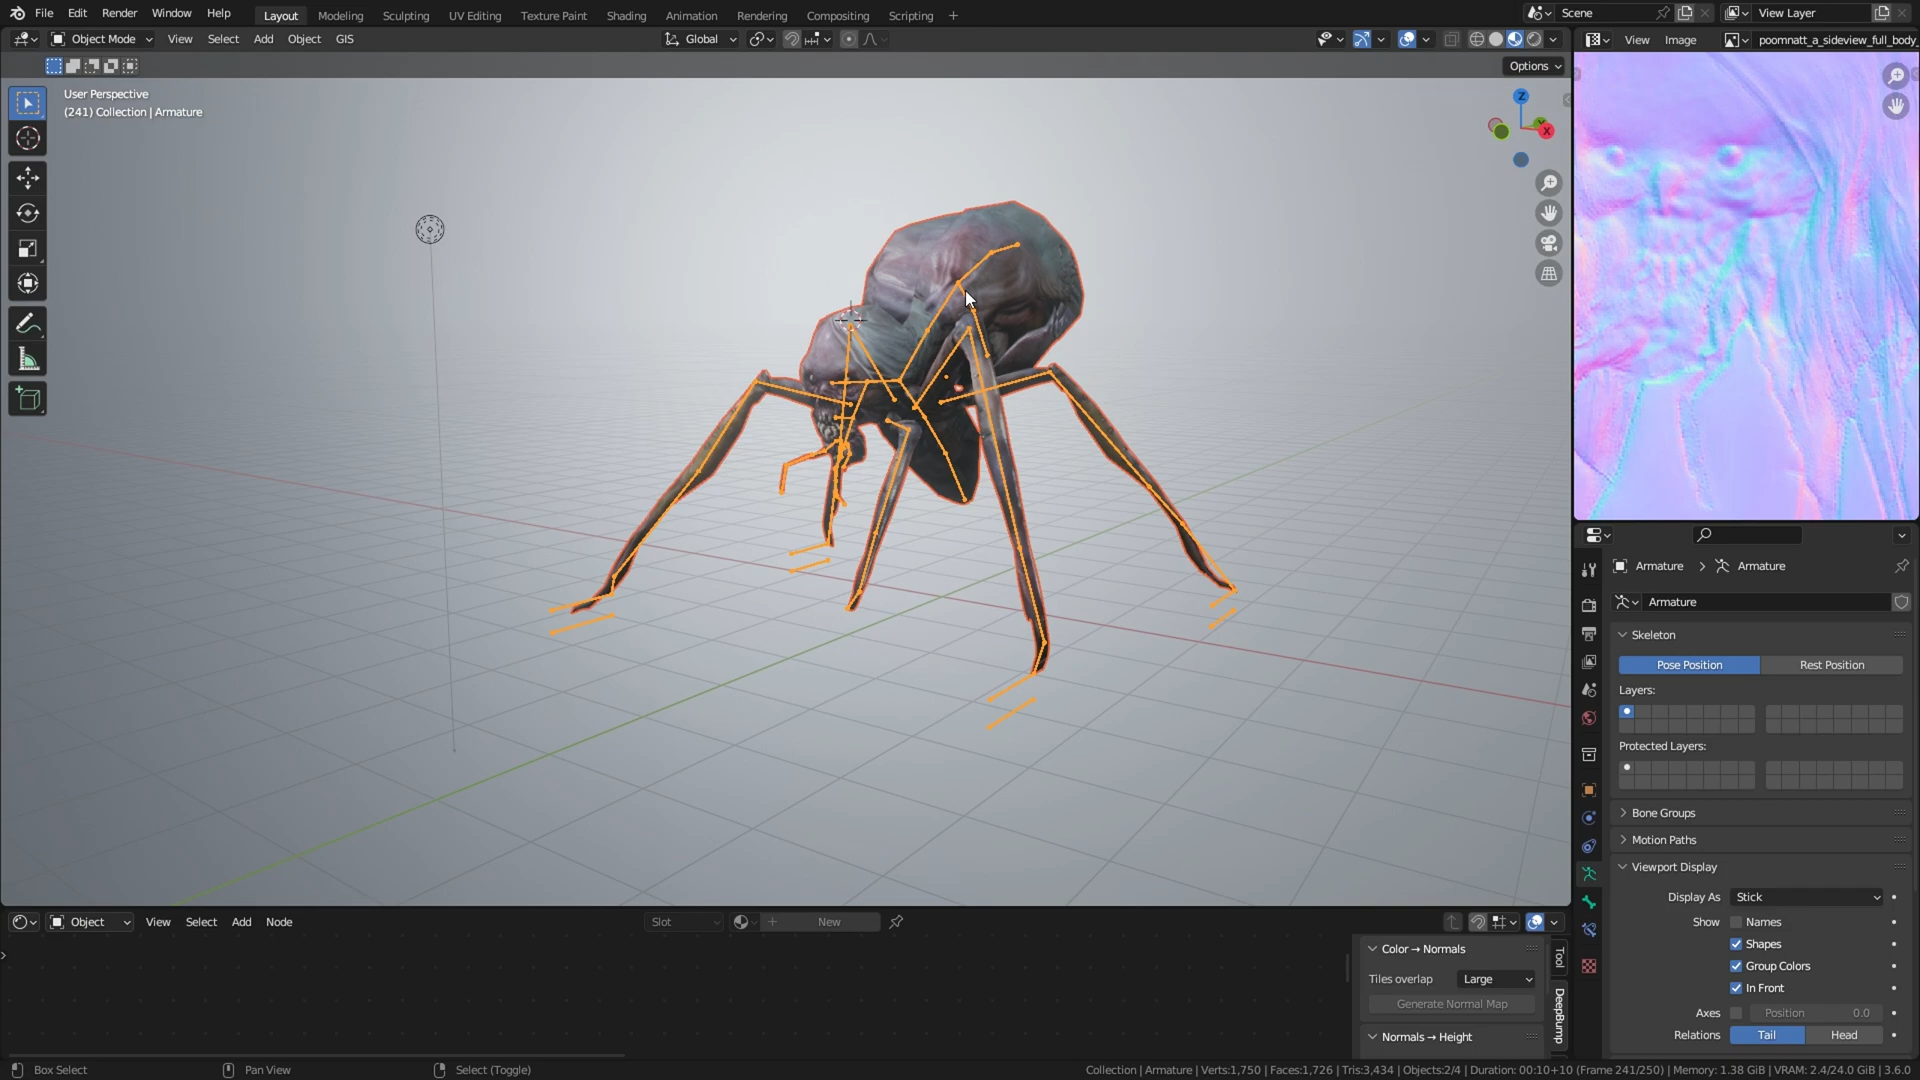 File Edit Render Window Help
Layout Modeling Sculpting UV Editing Texture Paint Shading Animation Rendering Compositing Scripting +
Scene
View Layer
Object Mode View Select Add Object GIS
Global
View Image poomnatt_a_sideview_full_body_
Options
User Perspective
(241) Collection | Armature
Z
Y
X
Armature > Armature
Armature
Skeleton
Pose Position Rest Position
Layers:
Protected Layers:
Bone Groups
Motion Paths
Viewport Display
Display As Stick
Show Names
Shapes
Group Colors
In Front
Axes Position 0.0
Relations Tail Head
Object View Select Add Node
Slot
New
Color → Normals
Tiles overlap Large
Generate Normal Map
Normals → Height
Tool
DeepBump
Box Select
Pan View
Select (Toggle)
Collection | Armature | Verts:1,750 | Faces:1,726 | Tris:3,434 | Objects:2/4 | Duration: 00:10+10 (Frame 241/250) | Memory: 1.38 GiB | VRAM: 2.4/24.0 GiB | 3.6.0